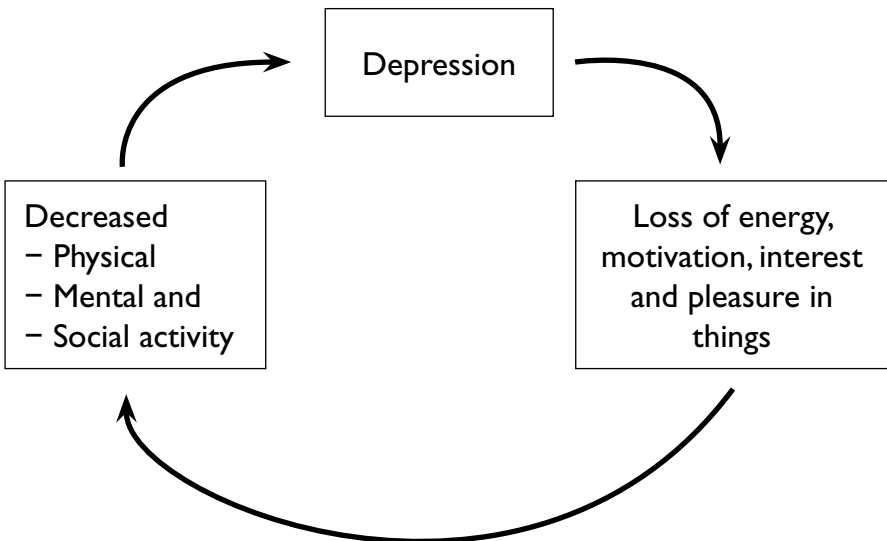 Depression
Decreased
– Physical
– Mental and
– Social activity
Loss of energy,
motivation, interest
and pleasure in
things